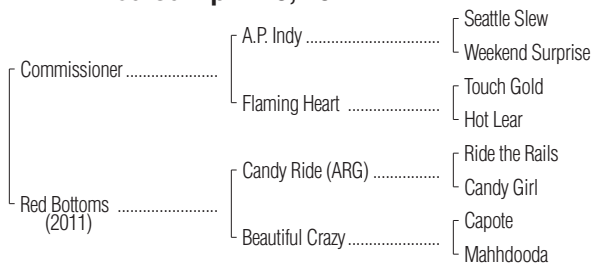 Seattle Slew
A.P. Indy
Weekend Surprise
Commissioner
Touch Gold
Flaming Heart
Hot Lear
Ride the Rails
Candy Ride (ARG)
Candy Girl
Red Bottoms
(2011)
Capote
Beautiful Crazy
Mahhdooda